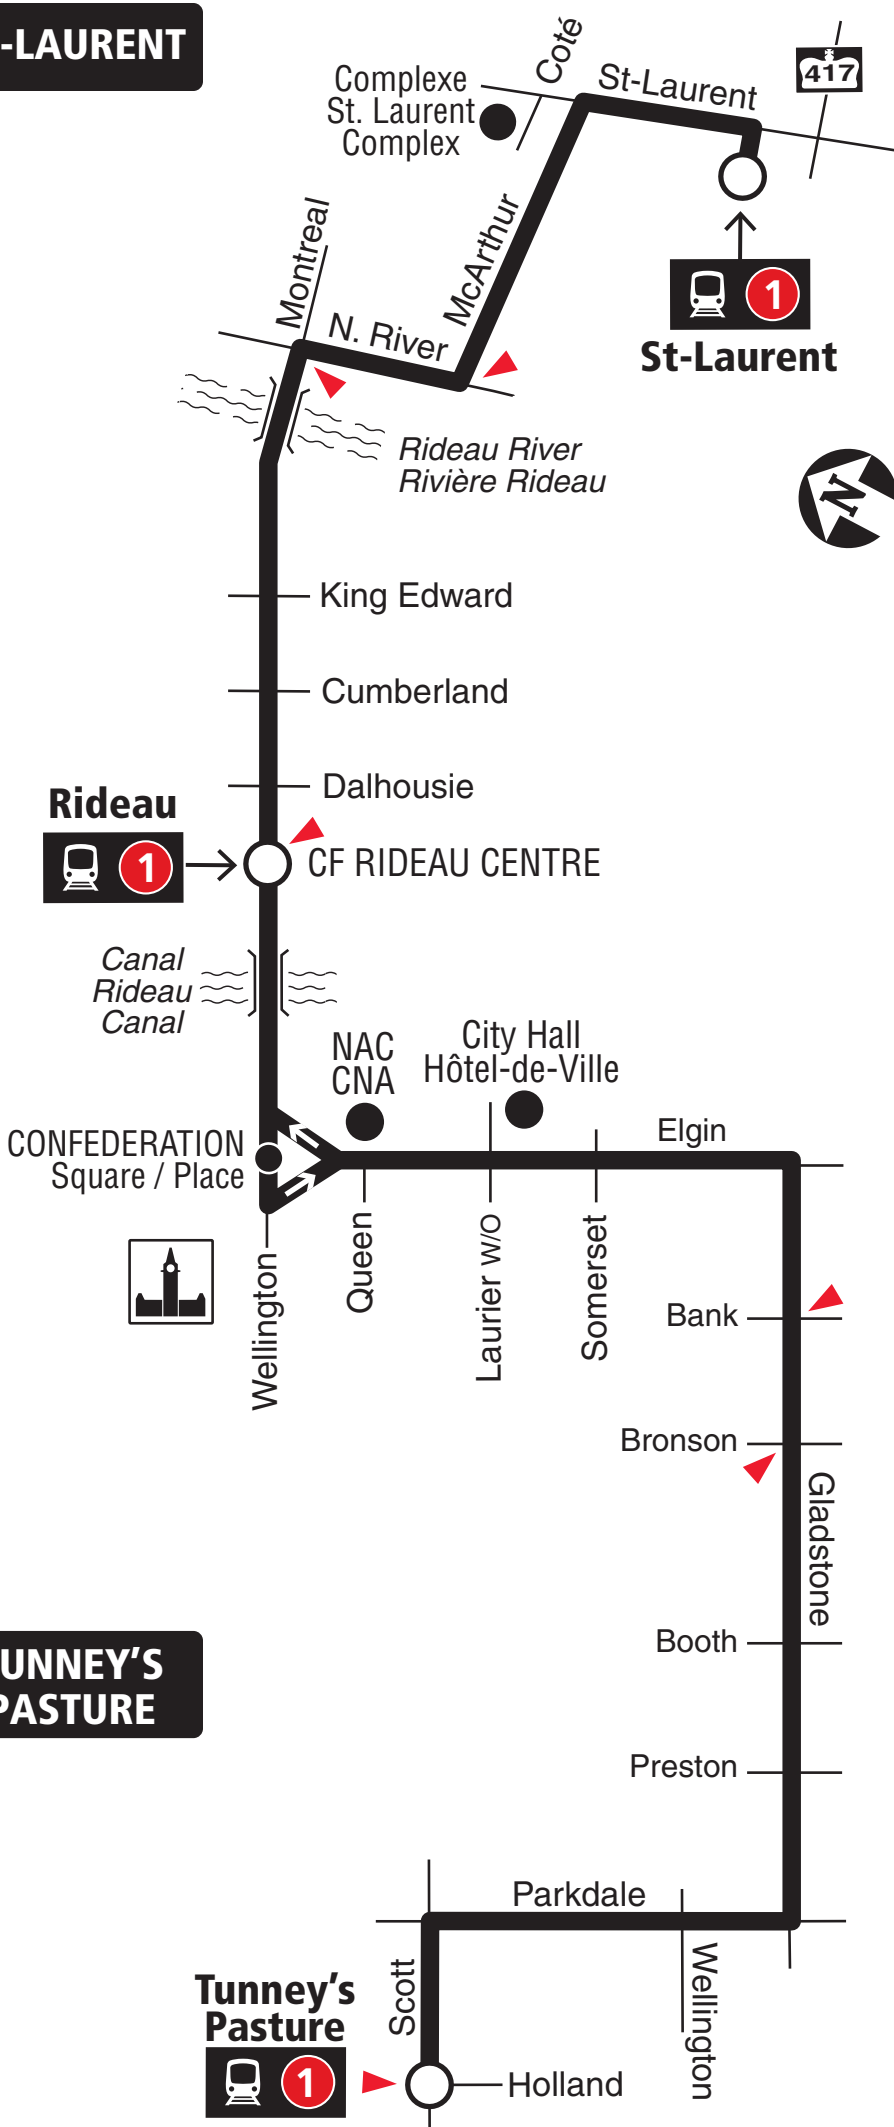 -LAURENT
Coté
St-Laurent
417
Complexe
St. Laurent
Complex
McArthur
Montreal
N. River
1
St-Laurent
Rideau River
Rivière Rideau
N
King Edward
Cumberland
Dalhousie
Rideau
1
CF RIDEAU CENTRE
Canal
Rideau
Canal
NAC
CNA
City Hall
Hôtel-de-Ville
CONFEDERATION
Square / Place
Elgin
Wellington
Queen
Laurier W/O
Somerset
Bank
Bronson
Gladstone
Booth
UNNEY'S
PASTURE
Preston
Parkdale
Scott
Wellington
Tunney's
Pasture
1
Holland